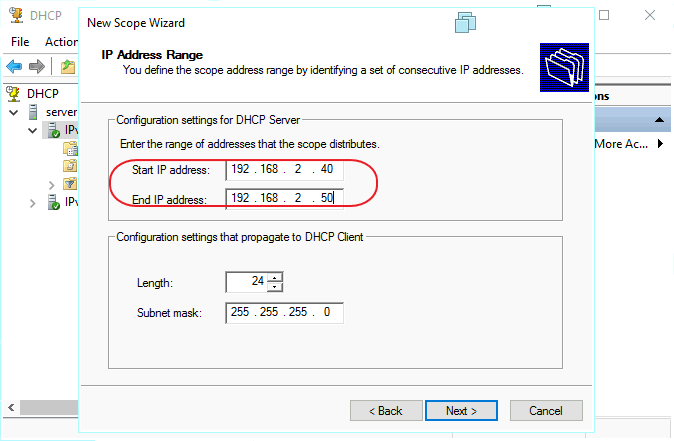 DHCP
New Scope Wizard
File
Action
IP Address Range
You define the scope address range by identifying a set of consecutive IP addresses.
DHCP
server
IPv
IPv
ons
More Ac...
Configuration settings for DHCP Server
Enter the range of addresses that the scope distributes.
Start IP address: 192 . 168 . 2 . 40
End IP address: 192 . 168 . 2 . 50
Configuration settings that propagate to DHCP Client
Length: 24
Subnet mask: 255 . 255 . 255 . 0
< Back Next > Cancel